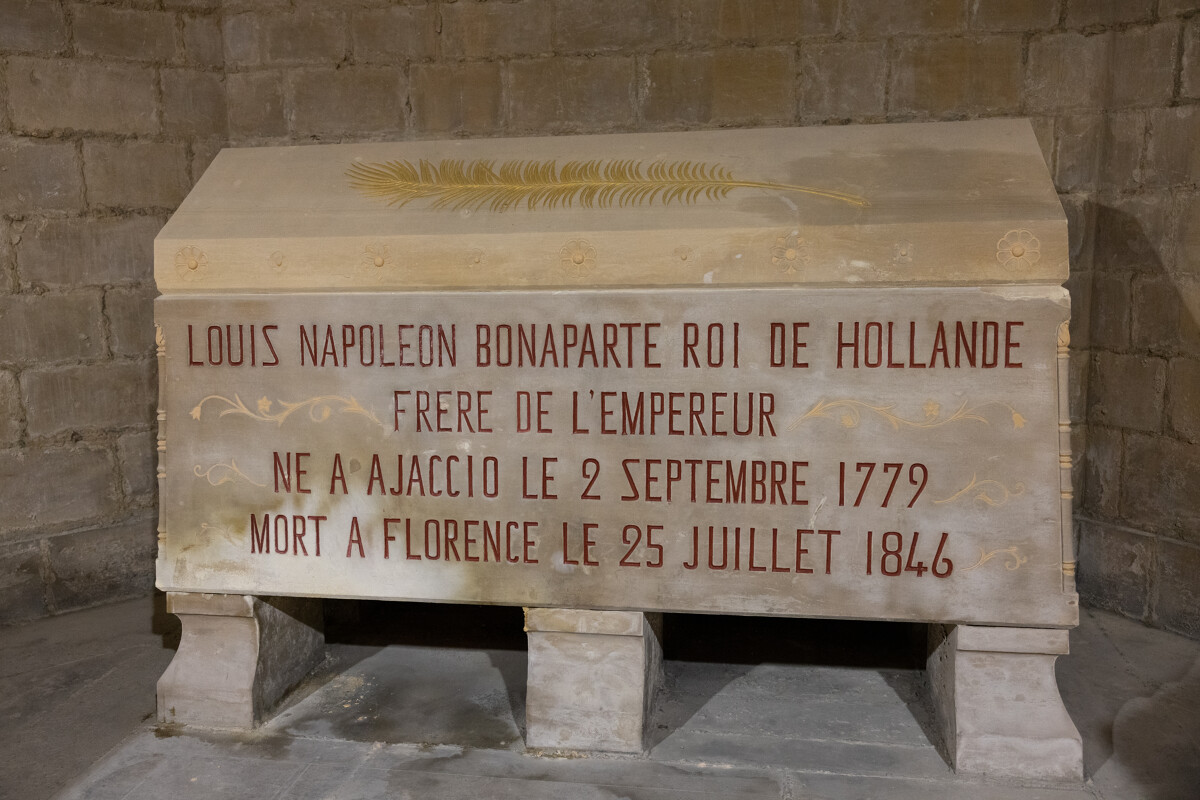 LOUIS NAPOLEON BONAPARTE ROI DE HOLLANDE
FRERE DE L'EMPEREUR
NE A AJACCIO LE 2 SEPTEMBRE 1779
MORT A FLORENCE LE 25 JUILLET 1846